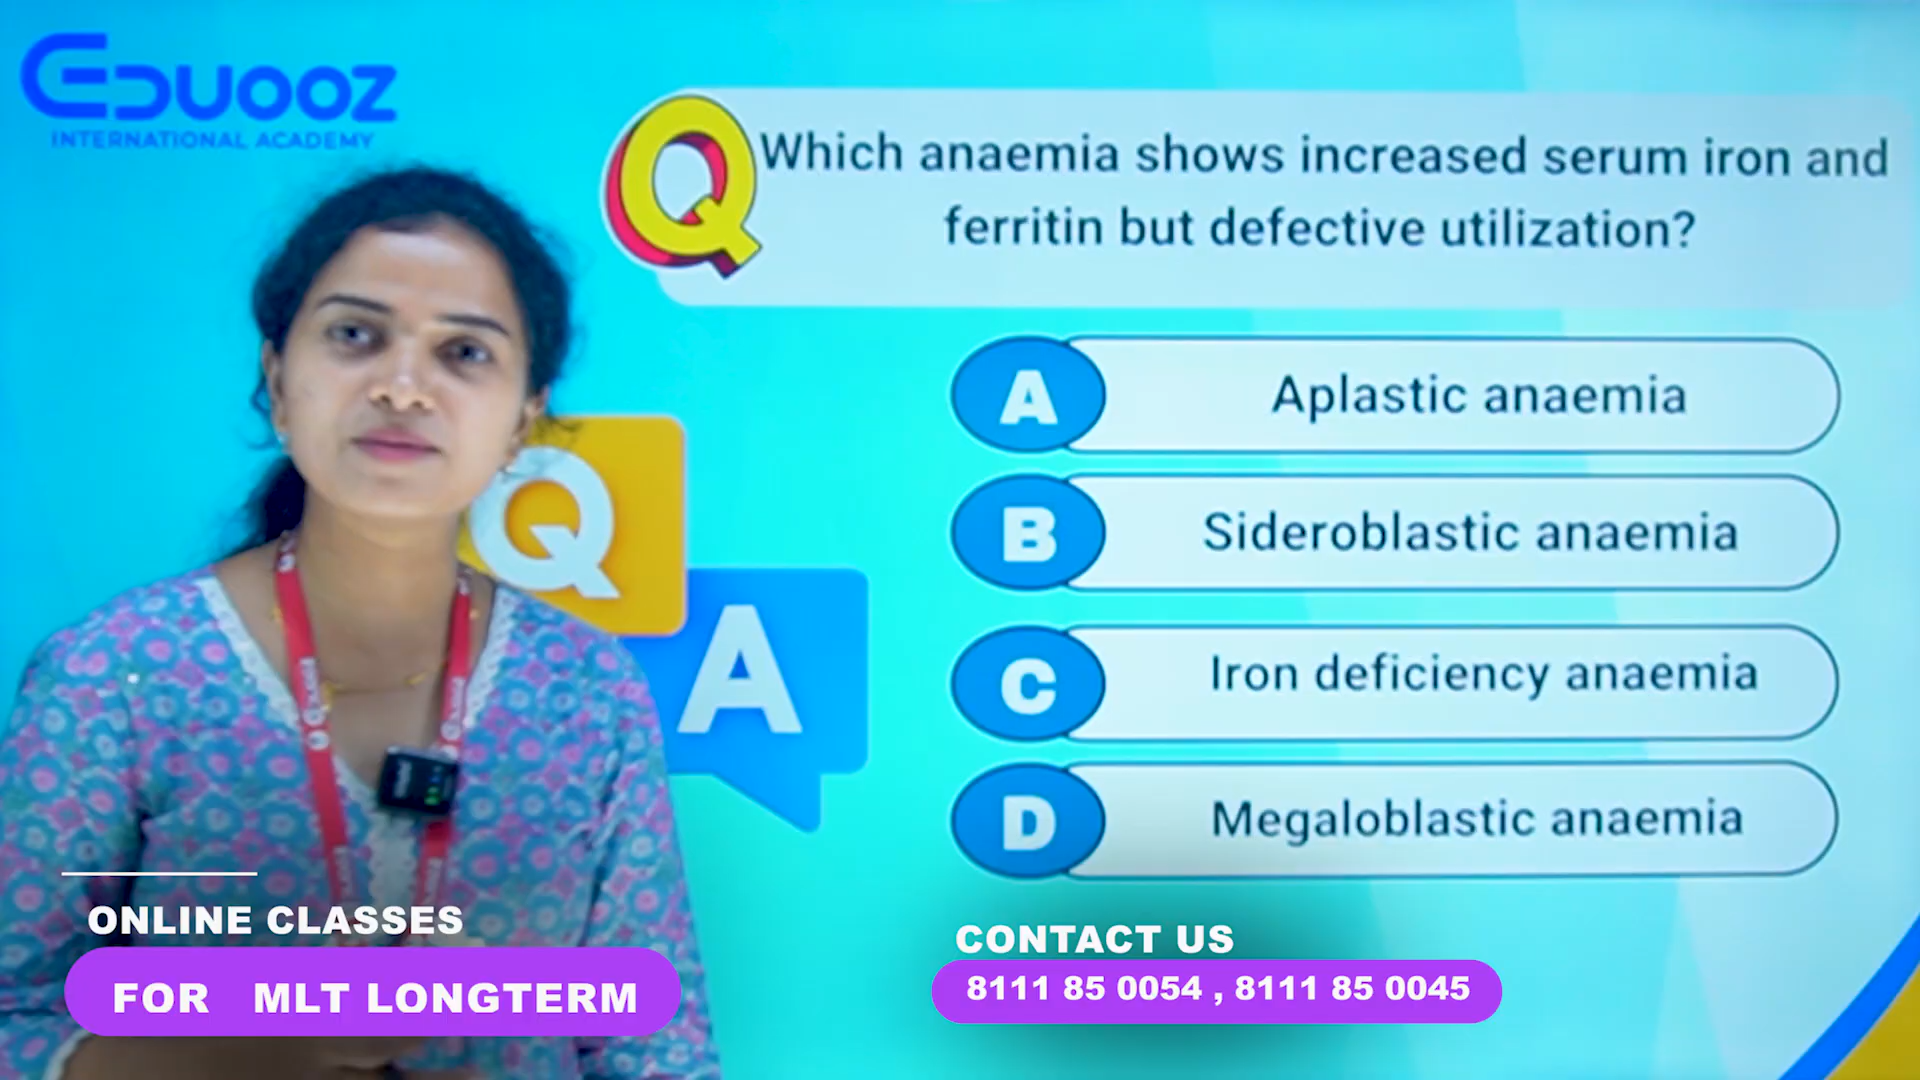 EDUOOZ
INTERNATIONAL ACADEMY
Q
Which anaemia shows increased serum iron and
ferritin but defective utilization?
A
Aplastic anaemia
B
Sideroblastic anaemia
C
Iron deficiency anaemia
D
Megaloblastic anaemia
Q
A
ONLINE CLASSES
FOR MLT LONGTERM
CONTACT US
8111 85 0054 , 8111 85 0045